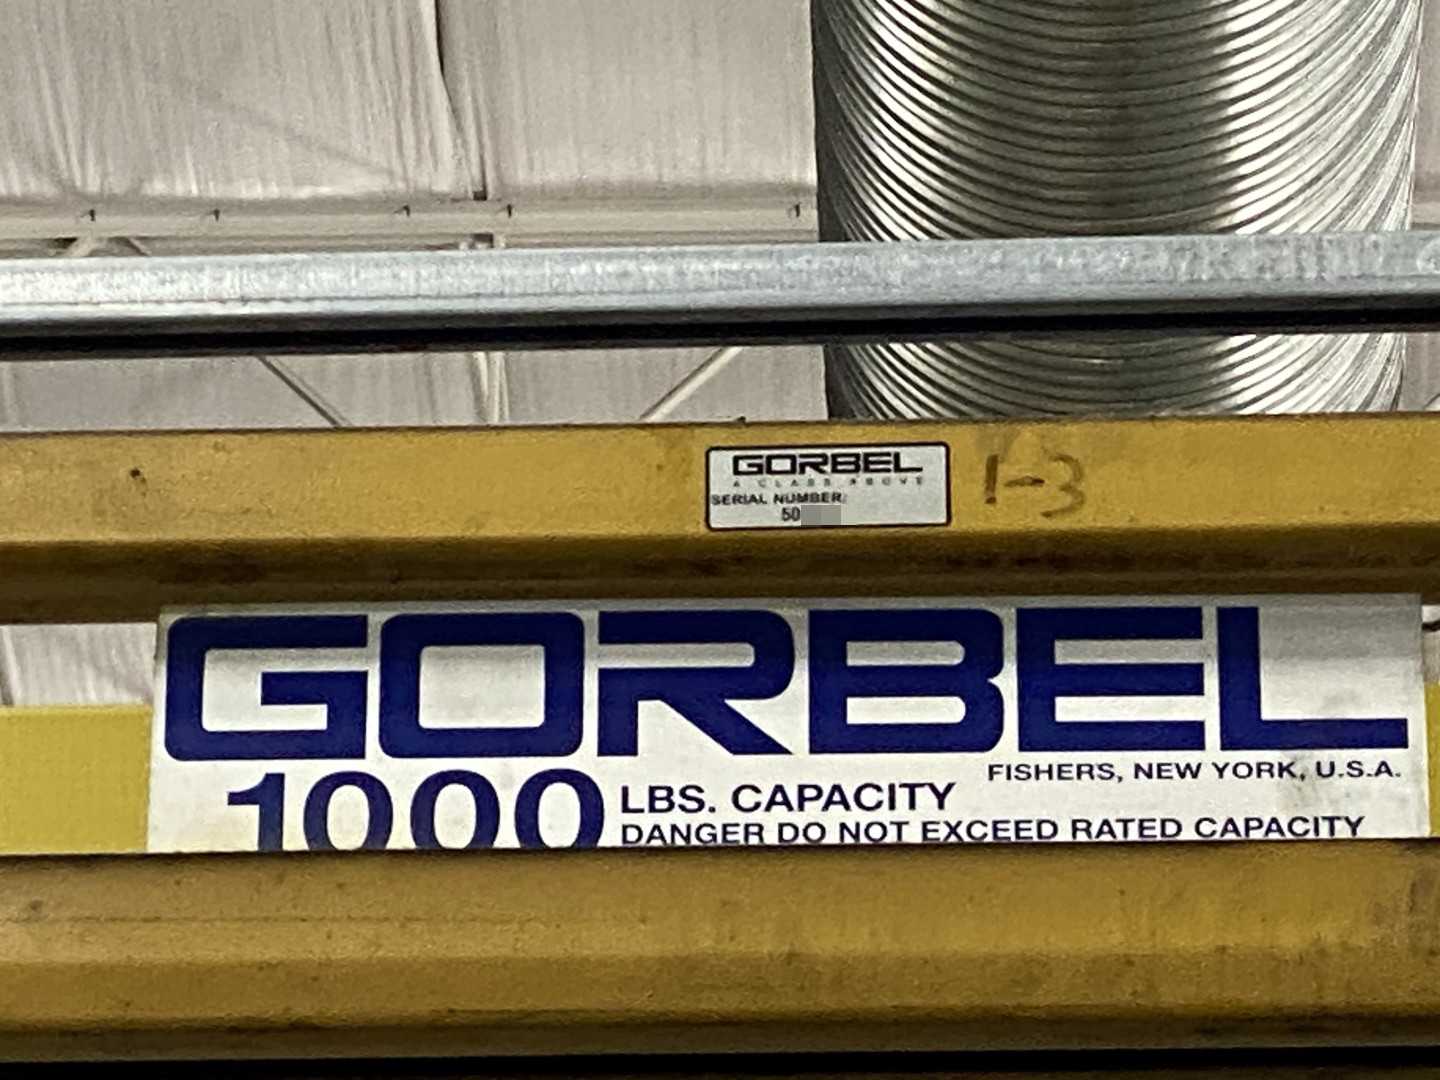 GORBEL
A CLASS ABOVE
SERIAL NUMBER:
50
1-3
GORBEL
FISHERS, NEW YORK, U.S.A.
1000 LBS. CAPACITY
DANGER DO NOT EXCEED RATED CAPACITY